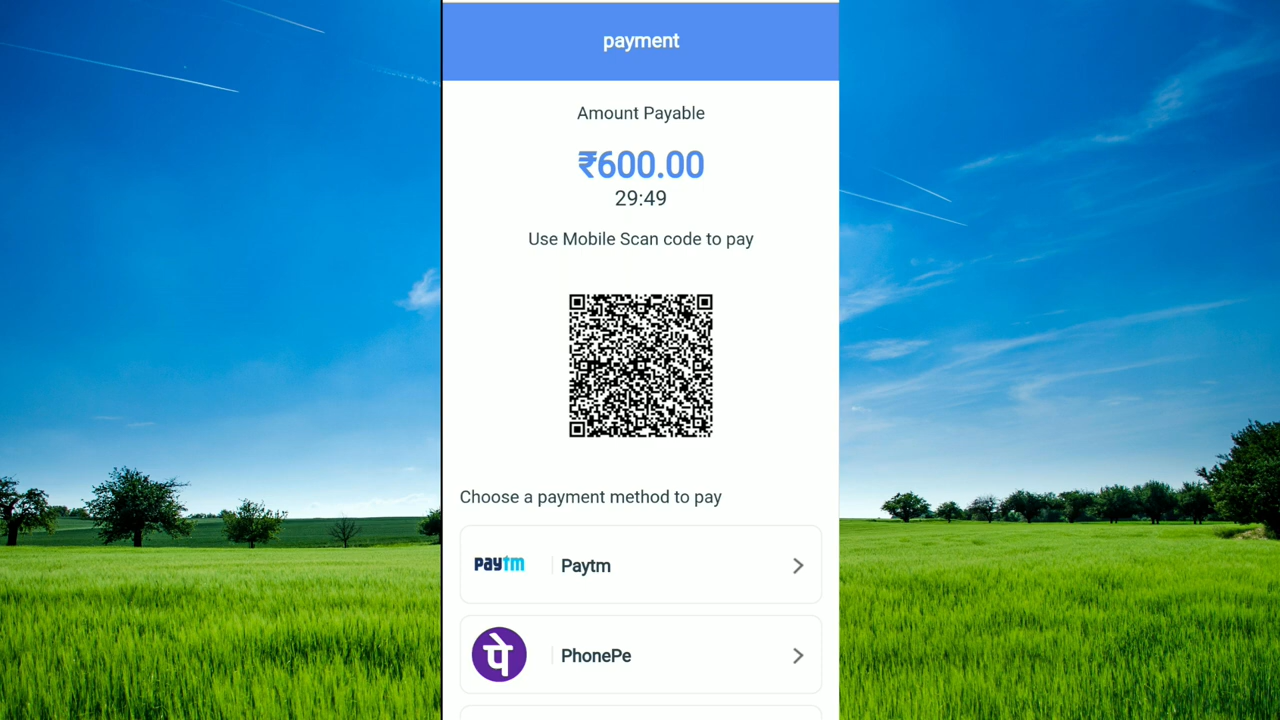 payment
Amount Payable
₹600.00
29:49
Use Mobile Scan code to pay
Choose a payment method to pay
paytm Paytm
पे PhonePe